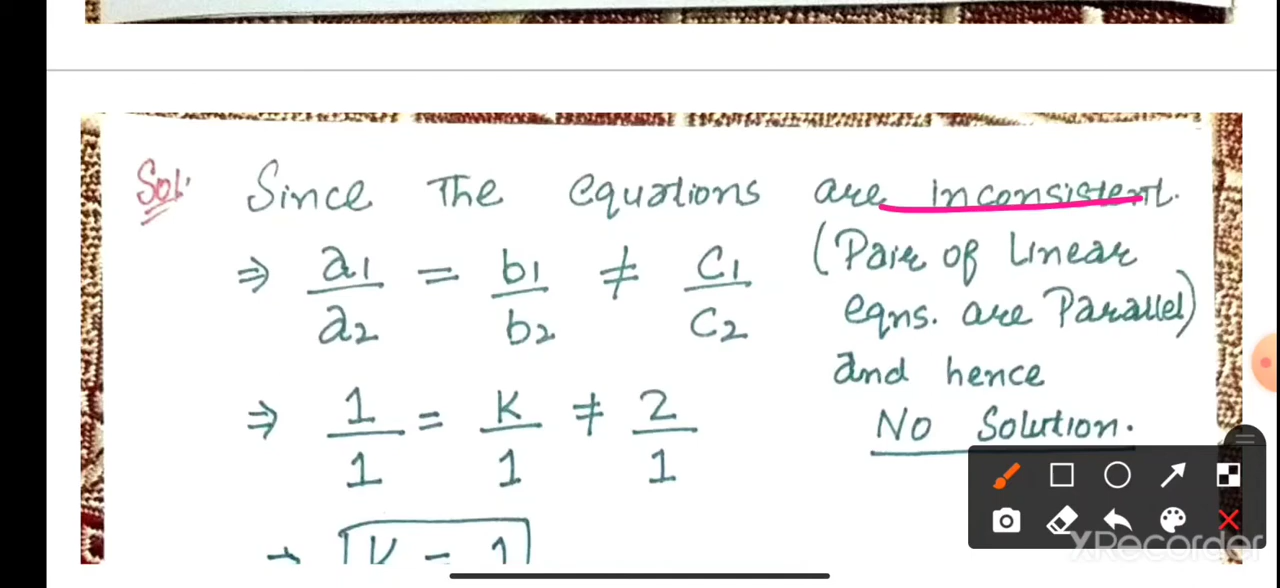 Sol. Since The equations are inconsistent.
⇒ a1/a2 = b1/b2 ≠ C1/C2
(Pair of Linear
eqns. are Parallel)
and hence
No Solution.
⇒ 1/1 = K/1 ≠ 2/1
⇒ K = 1
XRecorder